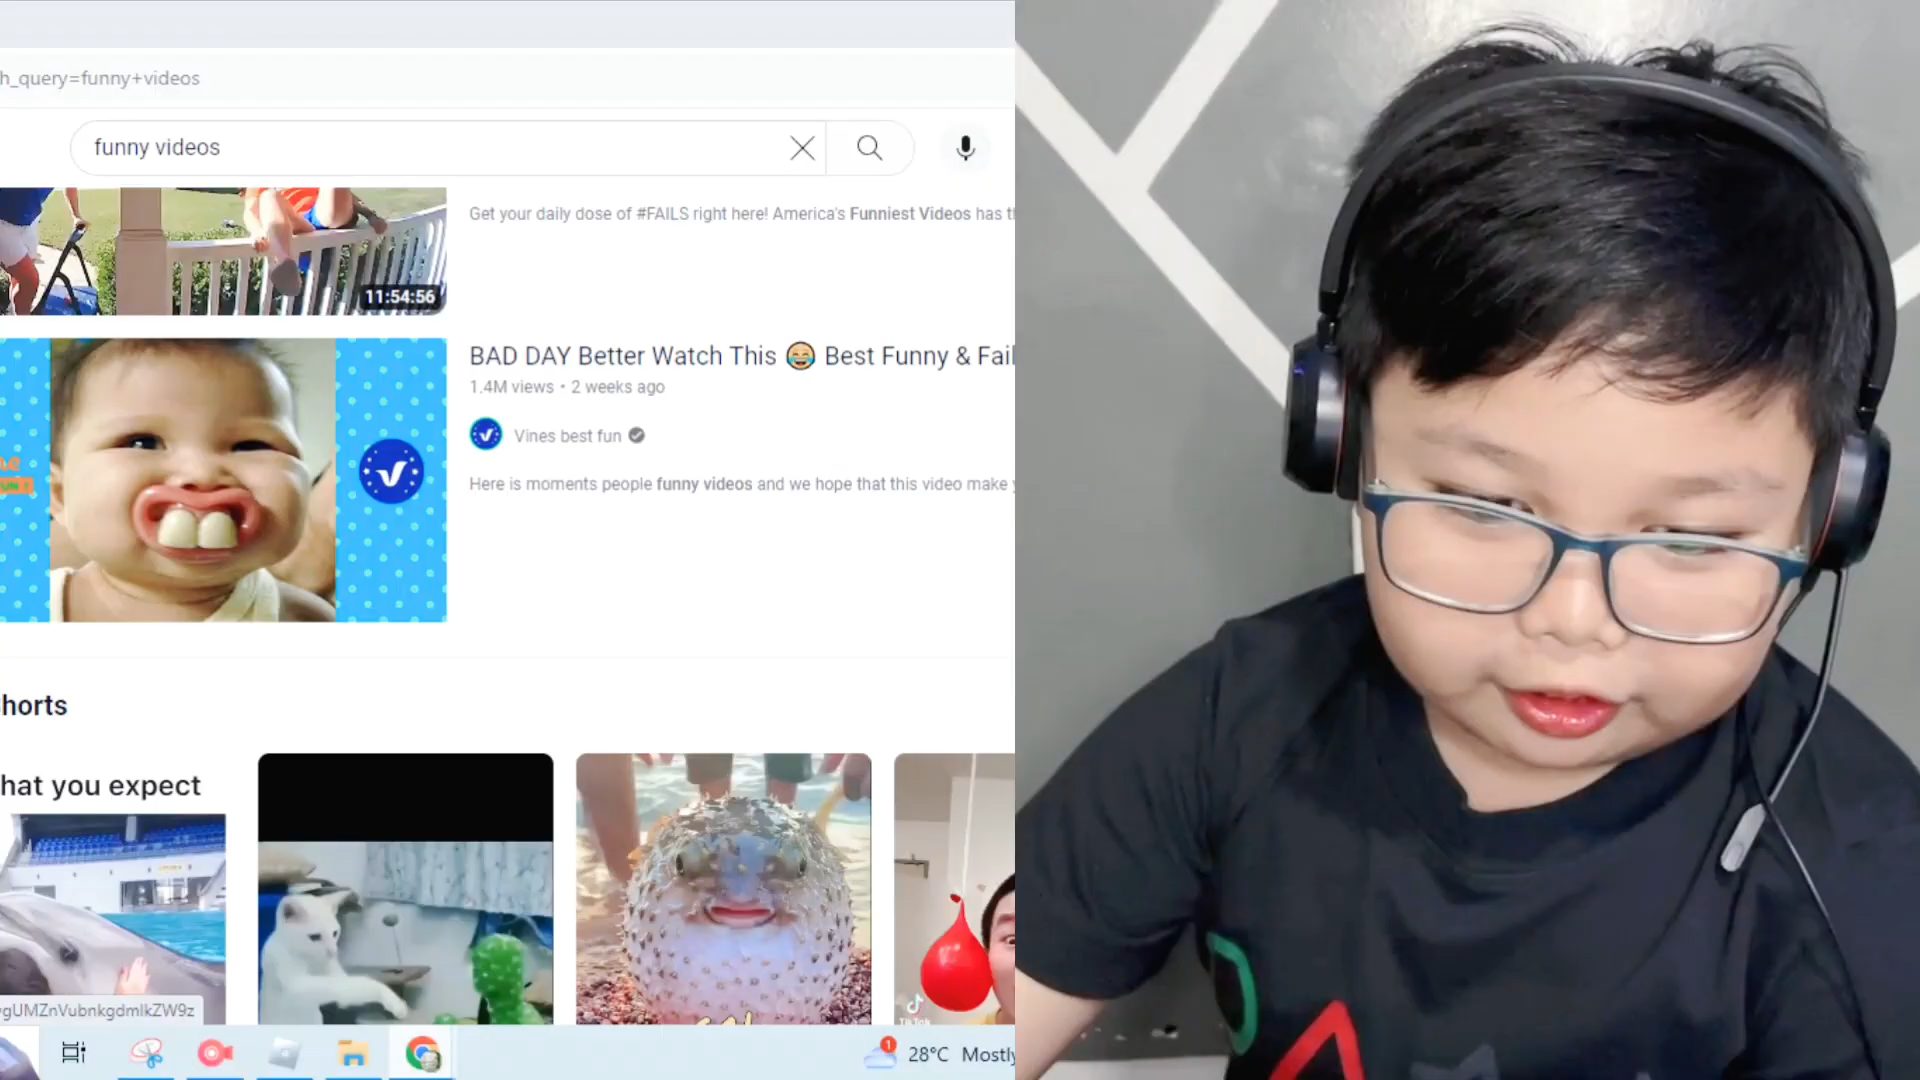 h_query=funny+videos
funny videos
Get your daily dose of #FAILS right here! America's Funniest Videos has th
11:54:56
BAD DAY Better Watch This 😂 Best Funny & Fail
1.4M views • 2 weeks ago
Vines best fun
Here is moments people funny videos and we hope that this video make y
horts
hat you expect
gUMZnVubnkgdmlkZW9z
TikTok
1
28°C Mostly